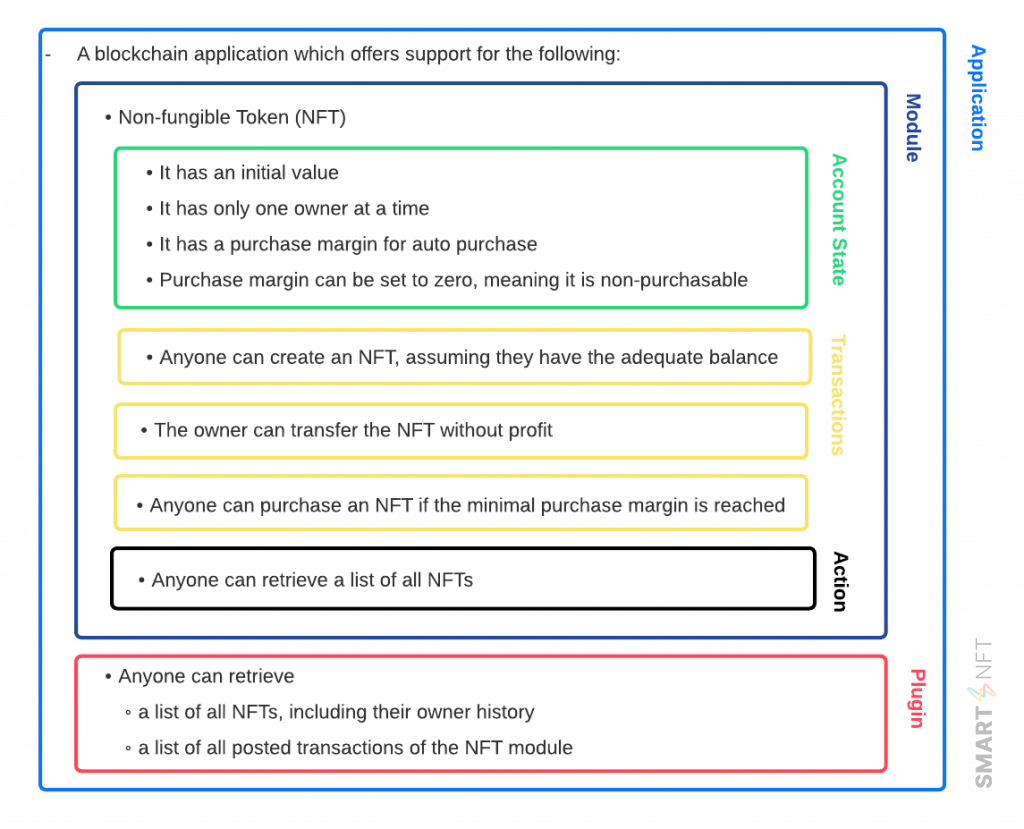 - A blockchain application which offers support for the following:
Application
• Non-fungible Token (NFT)
Module
• It has an initial value
• It has only one owner at a time
• It has a purchase margin for auto purchase
• Purchase margin can be set to zero, meaning it is non-purchasable
Account State
• Anyone can create an NFT, assuming they have the adequate balance
• The owner can transfer the NFT without profit
• Anyone can purchase an NFT if the minimal purchase margin is reached
Transactions
• Anyone can retrieve a list of all NFTs
Action
• Anyone can retrieve
◦ a list of all NFTs, including their owner history
◦ a list of all posted transactions of the NFT module
Plugin
SMART NFT